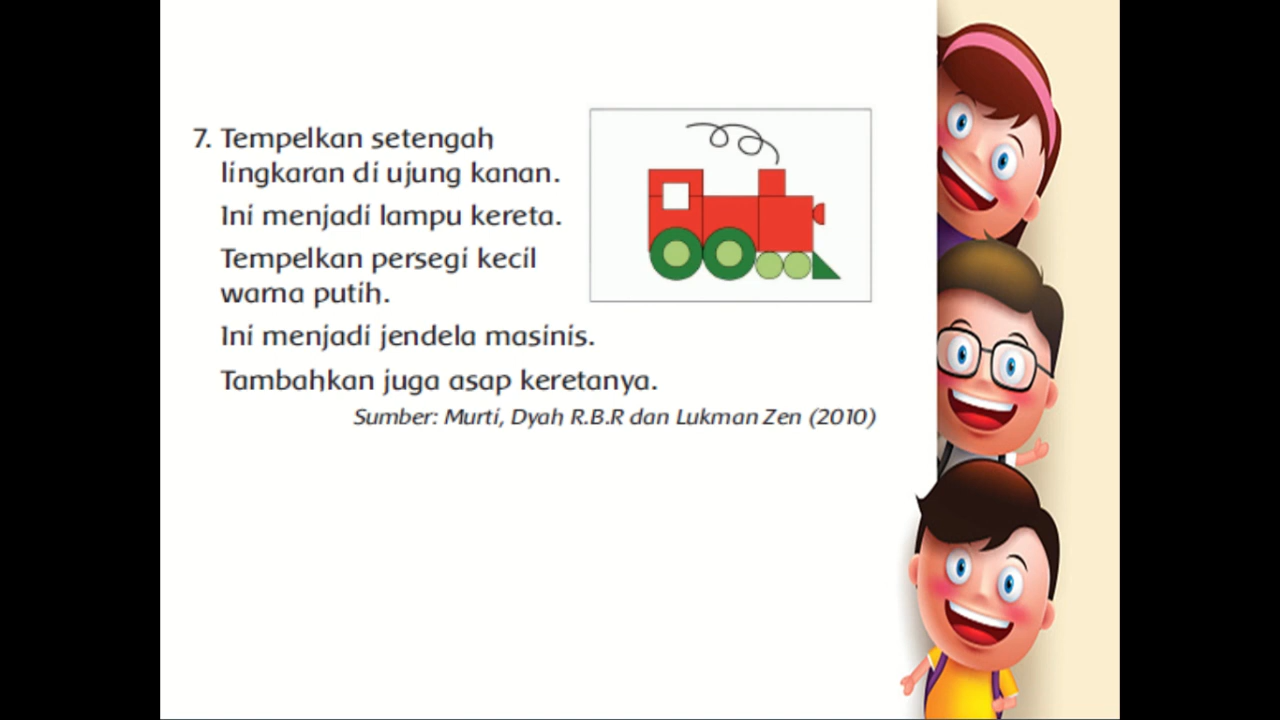 7. Tempelkan setengah
lingkaran di ujung kanan.
Ini menjadi lampu kereta.
Tempelkan persegi kecil
warna putih.
Ini menjadi jendela masinis.
Tambahkan juga asap keretanya.
Sumber: Murti, Dyah R.B.R dan Lukman Zen (2010)